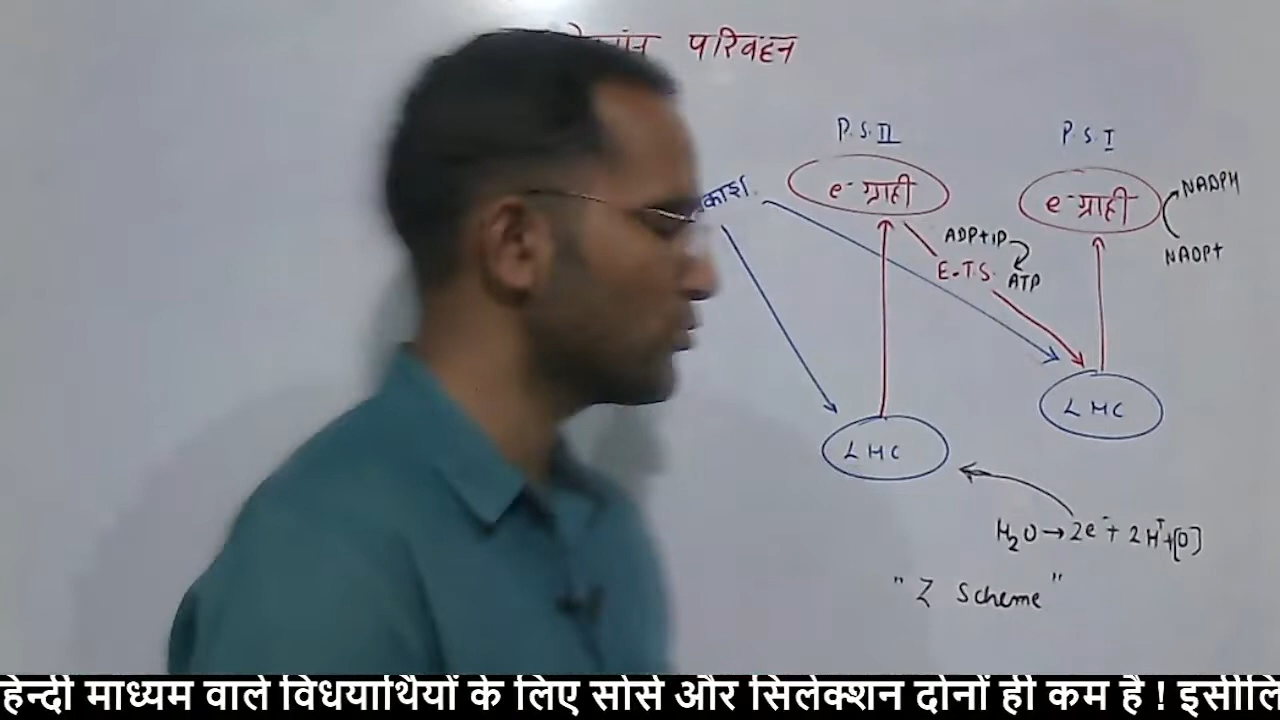 परिवहन
P.S.II
P.S.I
e⁻ ग्राही
e⁻ग्राही
NADPH
NADP+
ADP+iP
E.T.S.
ATP
LHC
LHC
H₂O→2e⁻+2H⁺+[O]
"Z Scheme"
हिन्दी माध्यम वाले विधयार्थियों के लिए सोर्स और सिलेक्शन दोनों ही कम है !